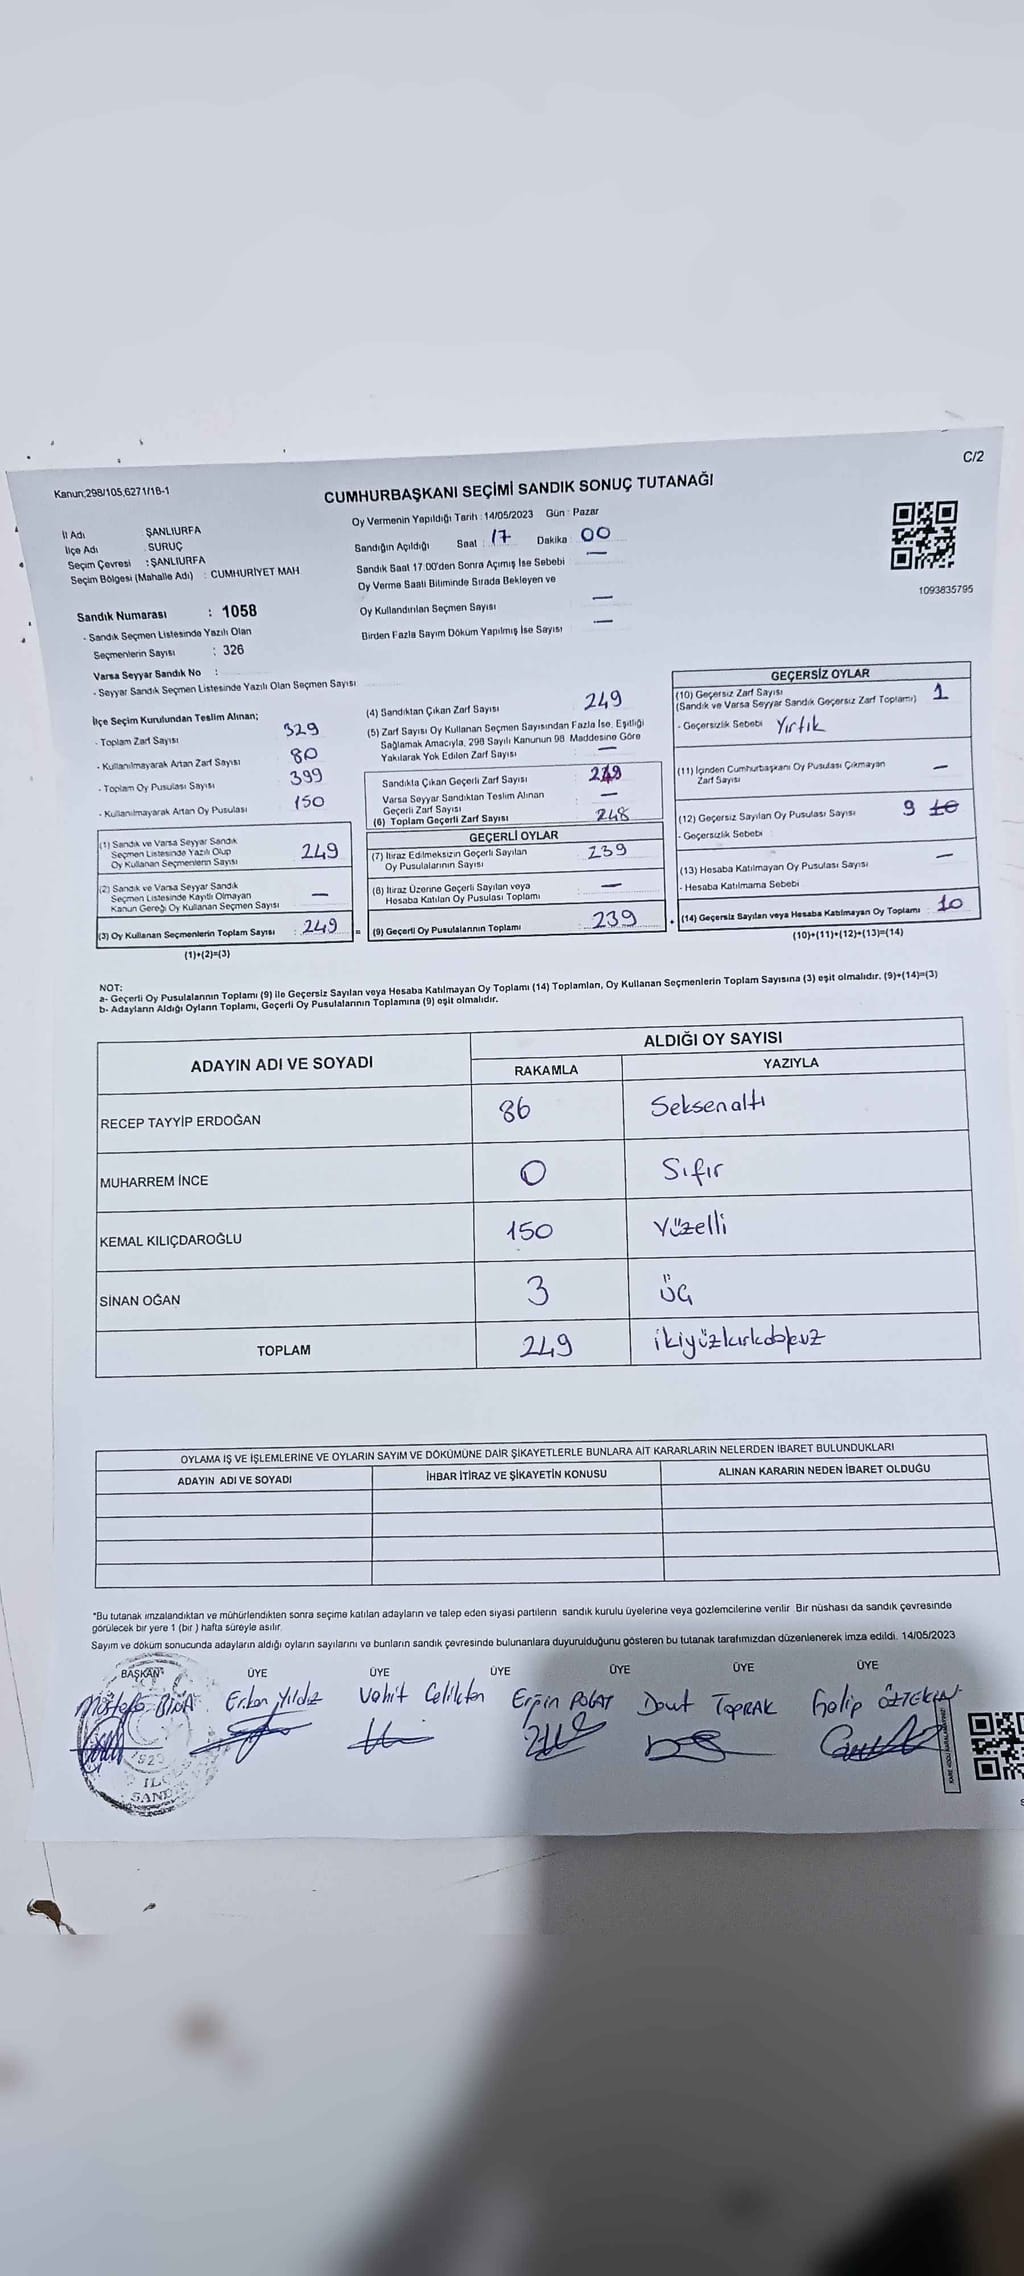 C/2
Kanun;298/105,6271/18-1
CUMHURBAŞKANI SEÇİMİ SANDIK SONUÇ TUTANAĞI
İl Adı ŞANLIURFA
İlçe Adı SURUÇ
Seçim Çevresi :ŞANLIURFA
Seçim Bölgesi (Mahalle Adı) : CUMHURİYET MAH
Sandık Numarası : 1058
- Sandık Seçmen Listesinde Yazılı Olan
Seçmenlerin Sayısı : 326
Varsa Seyyar Sandık No :
- Seyyar Sandık Seçmen Listesinde Yazılı Olan Seçmen Sayısı
Oy Vermenin Yapıldığı Tarih : 14/05/2023 Gün : Pazar
Sandığın Açıldığı Saat : 17 Dakika : 00
Sandık Saat 17:00'den Sonra Açımış İse Sebebi —
Oy Verme Saati Bitiminde Sırada Bekleyen ve
Oy Kullandırılan Seçmen Sayısı —
Birden Fazla Sayım Döküm Yapılmış İse Sayısı —
1093835795
İlçe Seçim Kurulundan Teslim Alınan;
- Toplam Zarf Sayısı 329
- Kullanılmayarak Artan Zarf Sayısı 80
- Toplam Oy Pusulası Sayısı 399
- Kullanılmayarak Artan Oy Pusulası 150
(1) Sandık ve Varsa Seyyar Sandık
Seçmen Listesinde Yazılı Olup
Oy Kullanan Seçmenlerin Sayısı 249
(2) Sandık ve Varsa Seyyar Sandık
Seçmen Listesinde Kayıtlı Olmayan
Kanun Gereği Oy Kullanan Seçmen Sayısı —
(3) Oy Kullanan Seçmenlerin Toplam Sayısı : 249 =
(1)+(2)=(3)
(4) Sandıktan Çıkan Zarf Sayısı 249
(5) Zarf Sayısı Oy Kullanan Seçmen Sayısından Fazla İse, Eşitliği
Sağlamak Amacıyla, 298 Sayılı Kanunun 98. Maddesine Göre
Yakılarak Yok Edilen Zarf Sayısı —
Sandıkta Çıkan Geçerli Zarf Sayısı
Varsa Seyyar Sandıktan Teslim Alınan
Geçerli Zarf Sayısı —
(6) Toplam Geçerli Zarf Sayısı 248
GEÇERLİ OYLAR
(7) İtiraz Edilmeksizin Geçerli Sayılan
Oy Pusulalarının Sayısı 239
(8) İtiraz Üzerine Geçerli Sayılan veya
Hesaba Katılan Oy Pusulası Toplamı —
(9) Geçerli Oy Pusulalarının Toplamı 239 +
GEÇERSİZ OYLAR
(10) Geçersiz Zarf Sayısı 1
(Sandık ve Varsa Seyyar Sandık Geçersiz Zarf Toplamı)
- Geçersizlik Sebebi Yırtık
(11) İçinden Cumhurbaşkanı Oy Pusulası Çıkmayan
Zarf Sayısı —
(12) Geçersiz Sayılan Oy Pusulası Sayısı 9 10
- Geçersizlik Sebebi :
(13) Hesaba Katılmayan Oy Pusulası Sayısı —
- Hesaba Katılmama Sebebi
(14) Geçersiz Sayılan veya Hesaba Katılmayan Oy Toplamı : 10
(10)+(11)+(12)+(13)=(14)
NOT:
a- Geçerli Oy Pusulalarının Toplamı (9) ile Geçersiz Sayılan veya Hesaba Katılmayan Oy Toplamı (14) Toplamları, Oy Kullanan Seçmenlerin Toplam Sayısına (3) eşit olmalıdır. (9)+(14)=(3)
b- Adayların Aldığı Oyların Toplamı, Geçerli Oy Pusulalarının Toplamına (9) eşit olmalıdır.
ADAYIN ADI VE SOYADI ALDIĞI OY SAYISI
RAKAMLA YAZIYLA
RECEP TAYYİP ERDOĞAN 86 Seksenaltı
MUHARREM İNCE 0 Sıfır
KEMAL KILIÇDAROĞLU 150 Yüzelli
SİNAN OĞAN 3 üç
TOPLAM 249 ikiyüzkırkdokuz
OYLAMA İŞ VE İŞLEMLERİNE VE OYLARIN SAYIM VE DÖKÜMÜNE DAİR ŞİKAYETLERLE BUNLARA AİT KARARLARIN NELERDEN İBARET BULUNDUKLARI
ADAYIN ADI VE SOYADI İHBAR İTİRAZ VE ŞİKAYETİN KONUSU ALINAN KARARIN NEDEN İBARET OLDUĞU
*Bu tutanak imzalandıktan ve mühürlendikten sonra seçime katılan adayların ve talep eden siyasi partilerin sandık kurulu üyelerine veya gözlemcilerine verilir. Bir nüshası da sandık çevresinde
görülecek bir yere 1 (bir ) hafta süreyle asılır.
Sayım ve döküm sonucunda adayların aldığı oyların sayılarını ve bunların sandık çevresinde bulunanlara duyurulduğunu gösteren bu tutanak tarafımızdan düzenlenerek imza edildi. 14/05/2023
BAŞKAN ÜYE ÜYE ÜYE ÜYE ÜYE ÜYE
Mustafa Erkan Yıldız Vahit Çelikten Ergin POLAT Davut TOPRAK Galip ÖZTEKİN
1923
SAND